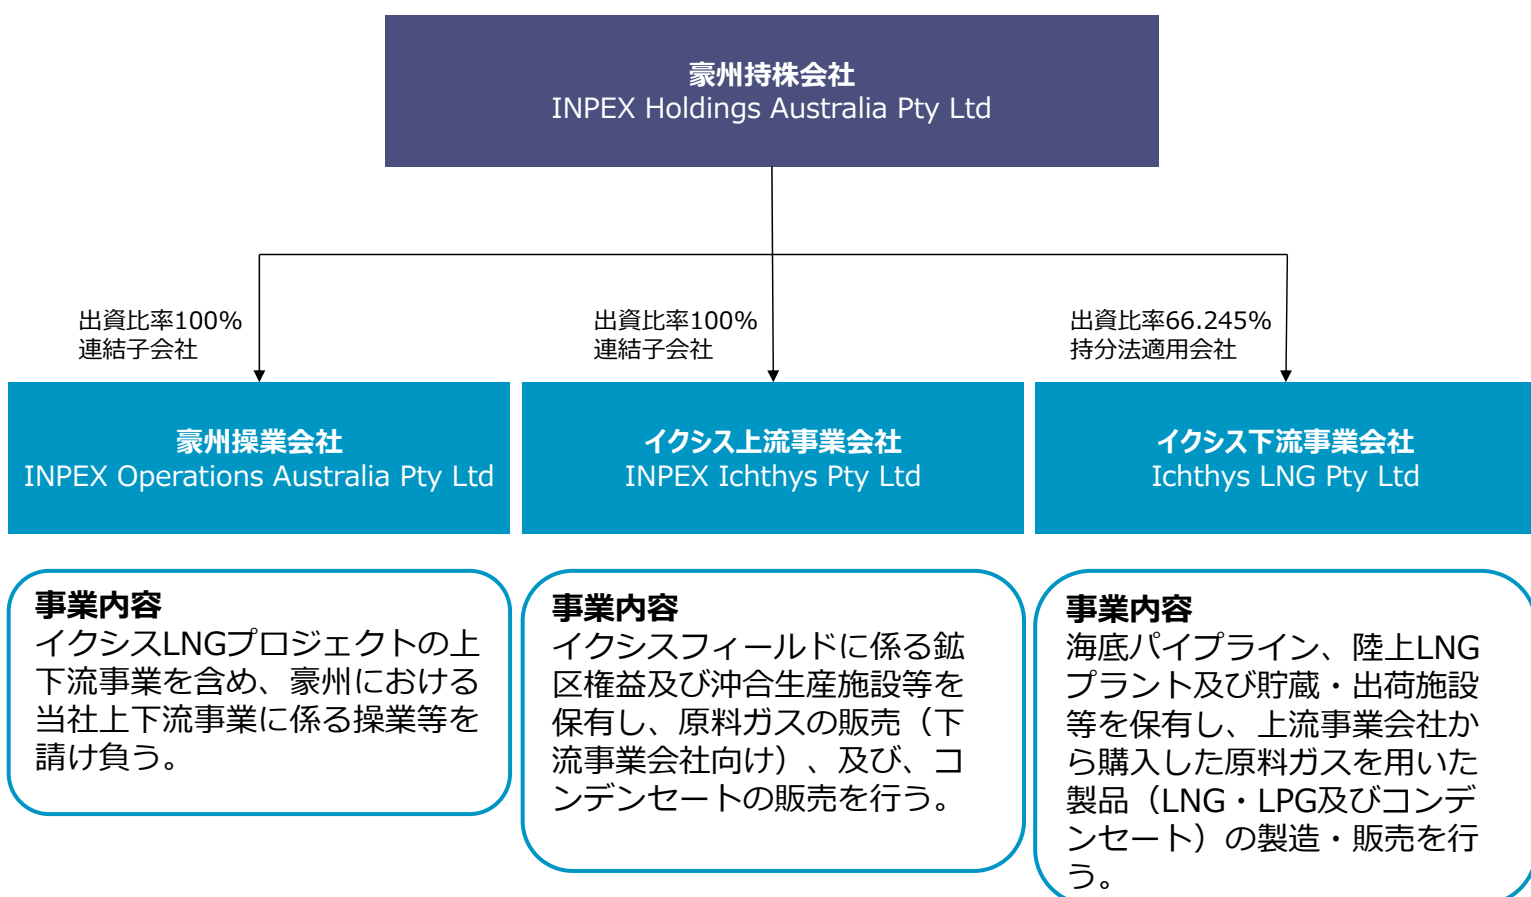 豪州持株会社
INPEX Holdings Australia Pty Ltd
出資比率100%
連結子会社
出資比率100%
連結子会社
出資比率66.245%
持分法適用会社
豪州操業会社
INPEX Operations Australia Pty Ltd
イクシス上流事業会社
INPEX Ichthys Pty Ltd
イクシス下流事業会社
Ichthys LNG Pty Ltd
事業内容
イクシスLNGプロジェクトの上
下流事業を含め、豪州における
当社上下流事業に係る操業等を
請け負う。
事業内容
イクシスフィールドに係る鉱
区権益及び沖合生産施設等を
保有し、原料ガスの販売（下
流事業会社向け）、及び、コ
ンデンセートの販売を行う。
事業内容
海底パイプライン、陸上LNG
プラント及び貯蔵・出荷施設
等を保有し、上流事業会社か
ら購入した原料ガスを用いた
製品（LNG・LPG及びコンデ
ンセート）の製造・販売を行
う。